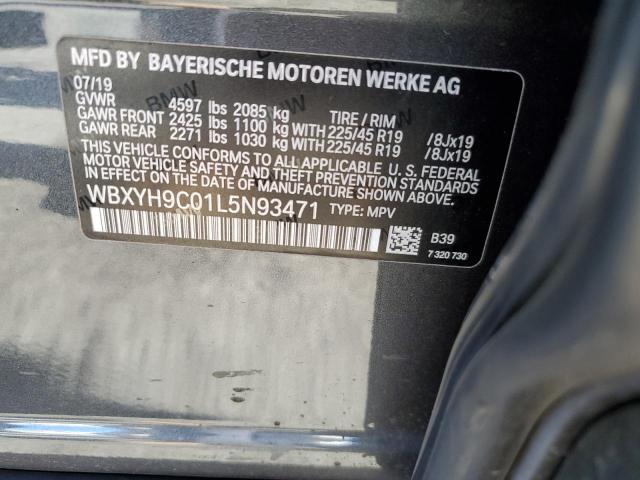 MFD BY BAYERISCHE MOTOREN WERKE AG
07/19
GVWR 4597 lbs 2085 kg TIRE / RIM
GAWR FRONT 2425 lbs 1100 kg WITH 225/45 R19 /8Jx19
GAWR REAR 2271 lbs 1030 kg WITH 225/45 R19 /8Jx19
THIS VEHICLE CONFORMS TO ALL APPLICABLE U.S. FEDERAL
MOTOR VEHICLE SAFETY AND THEFT PREVENTION STANDARDS
IN EFFECT ON THE DATE OF MANUFACTURE SHOWN ABOVE.
WBXYH9C01L5N93471 TYPE: MPV
B39
7 320 730